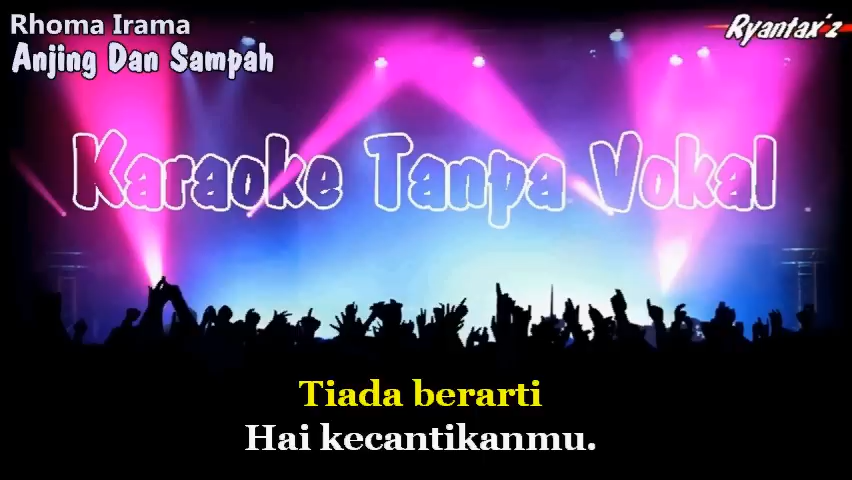 Rhoma Irama
Ryantax'z
Anjing Dan Sampah
Karaoke Tanpa Vokal
Tiada berarti
Hai kecantikanmu.